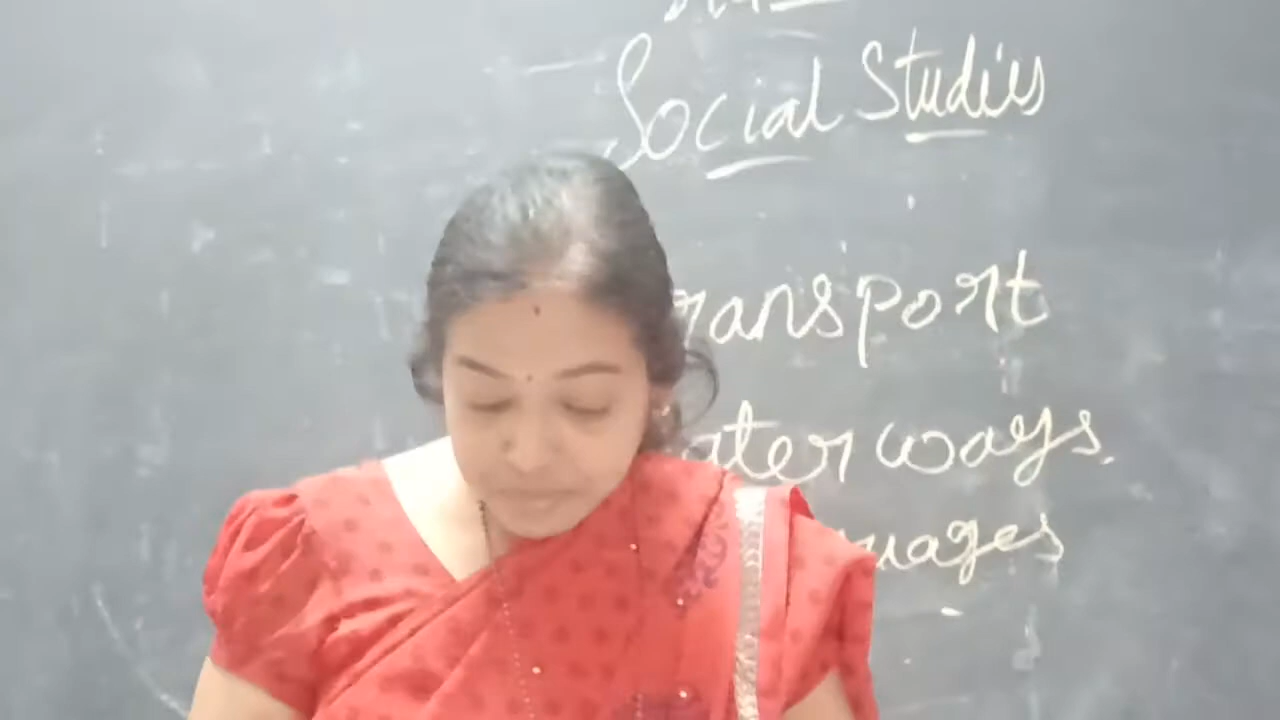 Social Studies
ransport
ater ways.
uages